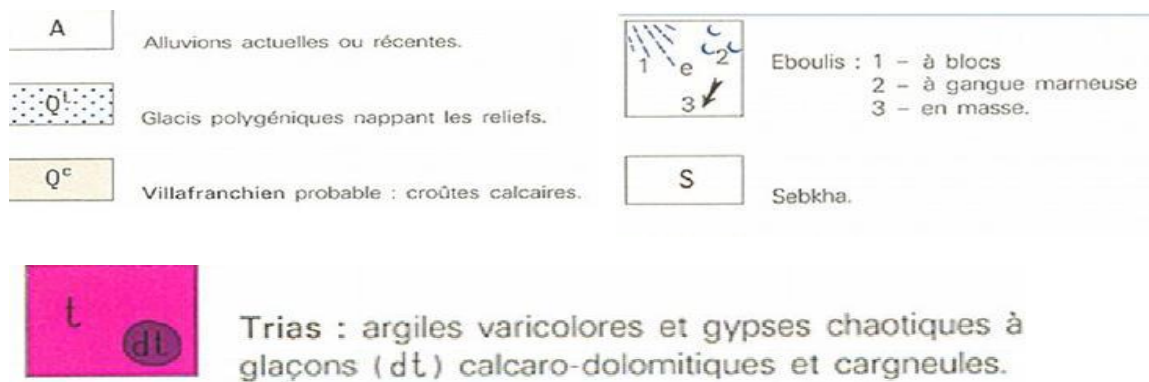 A
Alluvions actuelles ou récentes.
Qᴸ
Glacis polygéniques nappant les reliefs.
Qᶜ
Villafranchien probable : croûtes calcaires.
1 e 2
3
Eboulis : 1 – à blocs
2 – à gangue marneuse
3 – en masse.
S
Sebkha.
t
dt
Trias : argiles varicolores et gypses chaotiques à
glaçons (dt) calcaro-dolomitiques et cargneules.